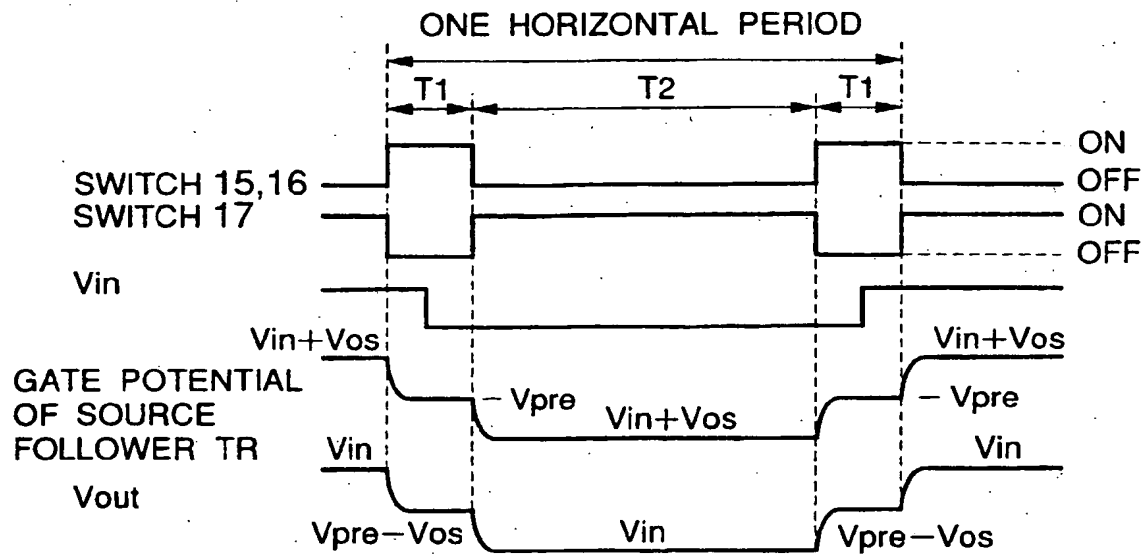 ONE HORIZONTAL PERIOD
T1 T2 T1
SWITCH 15,16
ON
OFF
SWITCH 17
ON
OFF
Vin
Vin+Vos Vin+Vos
GATE POTENTIAL
OF SOURCE
FOLLOWER TR
– Vpre Vin+Vos – Vpre
Vin Vin
Vout
Vpre–Vos Vin Vpre–Vos